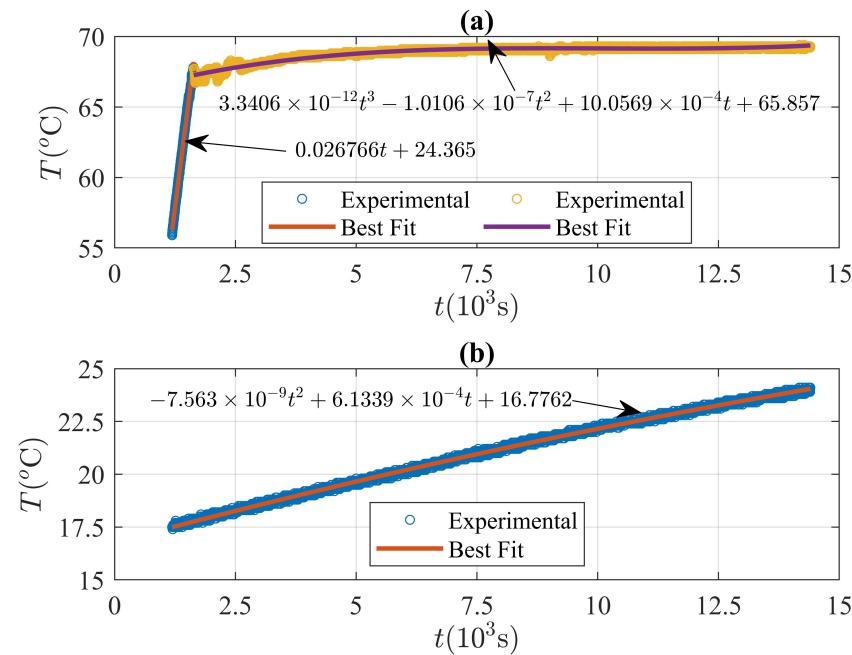 (a)
70
65
60
55
T(°C)
3.3406 × 10⁻¹²t³ − 1.0106 × 10⁻⁷t² + 10.0569 × 10⁻⁴t + 65.857
0.026766t + 24.365
Experimental Experimental
Best Fit Best Fit
0 2.5 5 7.5 10 12.5 15
t(10³s)
(b)
25
22.5
20
17.5
15
T(°C)
−7.563 × 10⁻⁹t² + 6.1339 × 10⁻⁴t + 16.7762
Experimental
Best Fit
0 2.5 5 7.5 10 12.5 15
t(10³s)